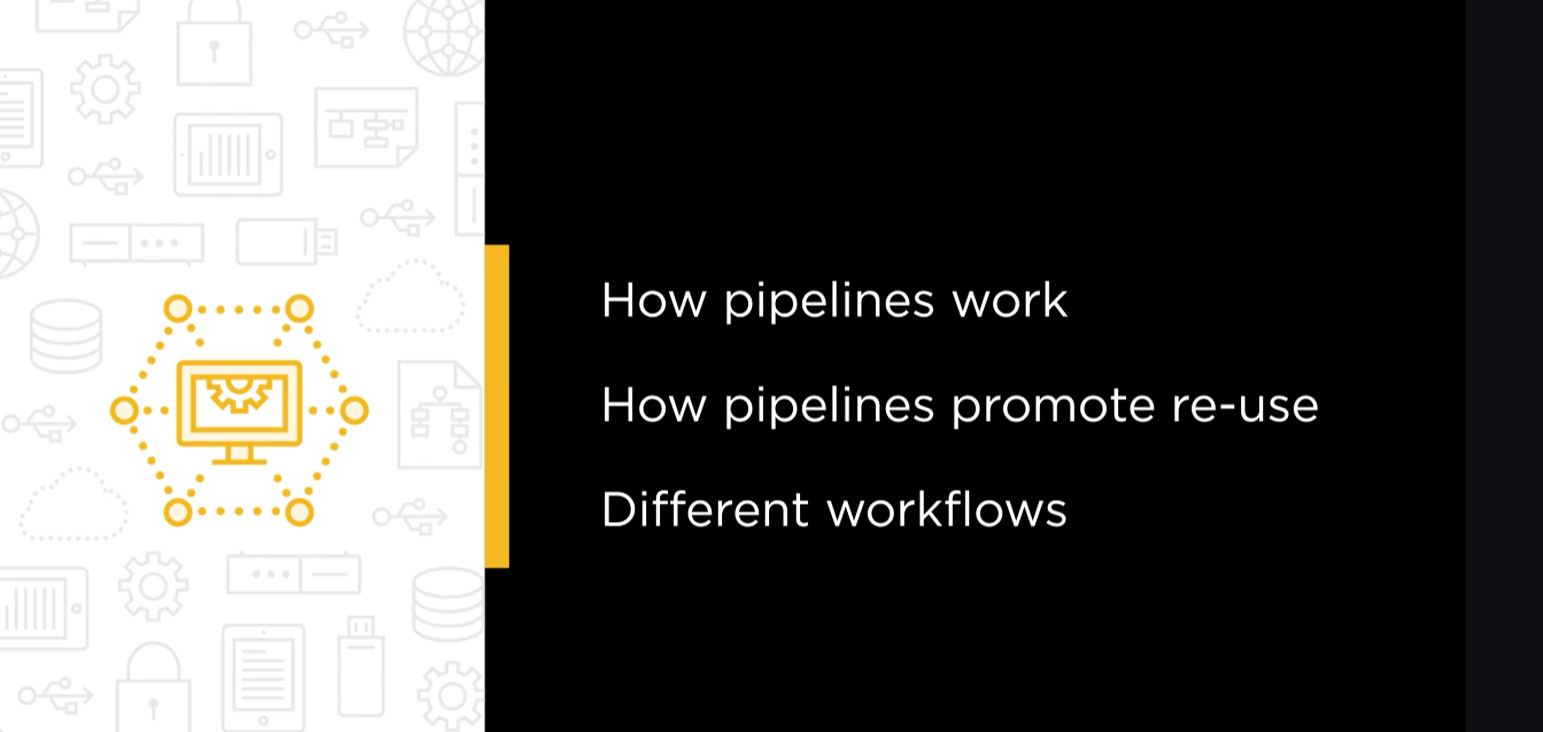 How pipelines work
How pipelines promote re-use
Different workflows